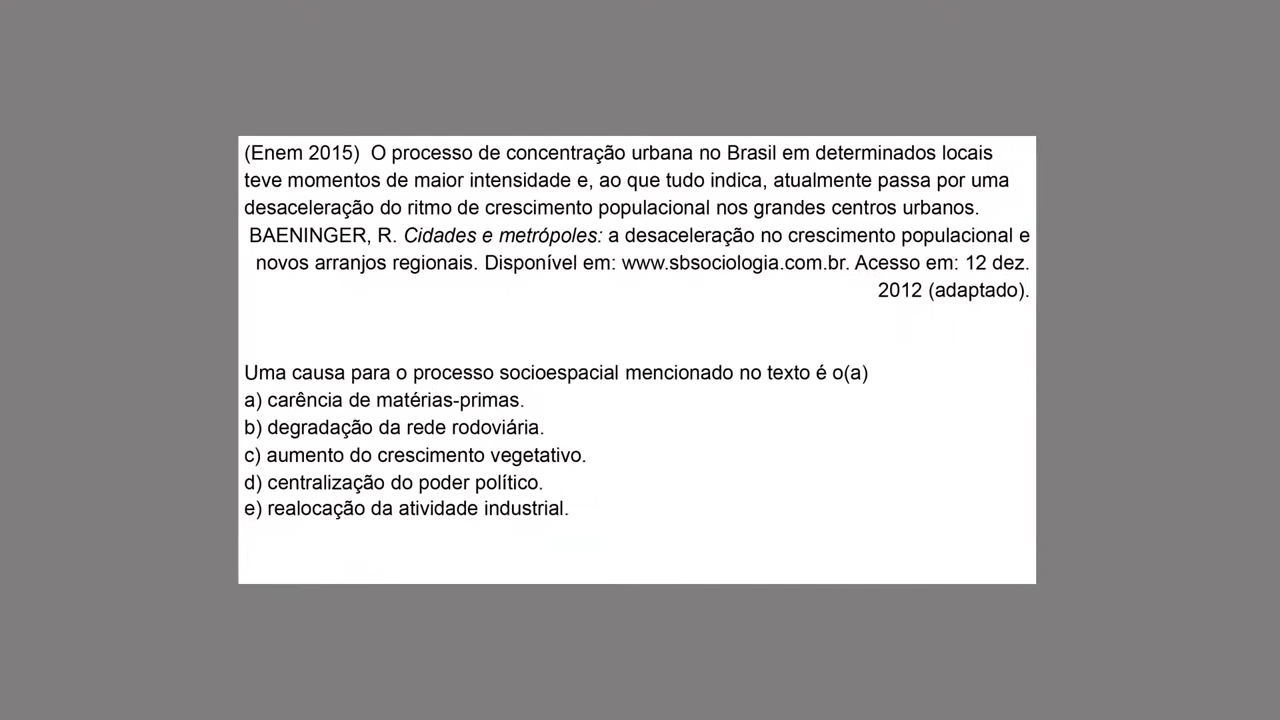 (Enem 2015)  O processo de concentração urbana no Brasil em determinados locais
teve momentos de maior intensidade e, ao que tudo indica, atualmente passa por uma
desaceleração do ritmo de crescimento populacional nos grandes centros urbanos.
BAENINGER, R. Cidades e metrópoles: a desaceleração no crescimento populacional e
novos arranjos regionais. Disponível em: www.sbsociologia.com.br. Acesso em: 12 dez.
2012 (adaptado).
Uma causa para o processo socioespacial mencionado no texto é o(a)
a) carência de matérias-primas.
b) degradação da rede rodoviária.
c) aumento do crescimento vegetativo.
d) centralização do poder político.
e) realocação da atividade industrial.